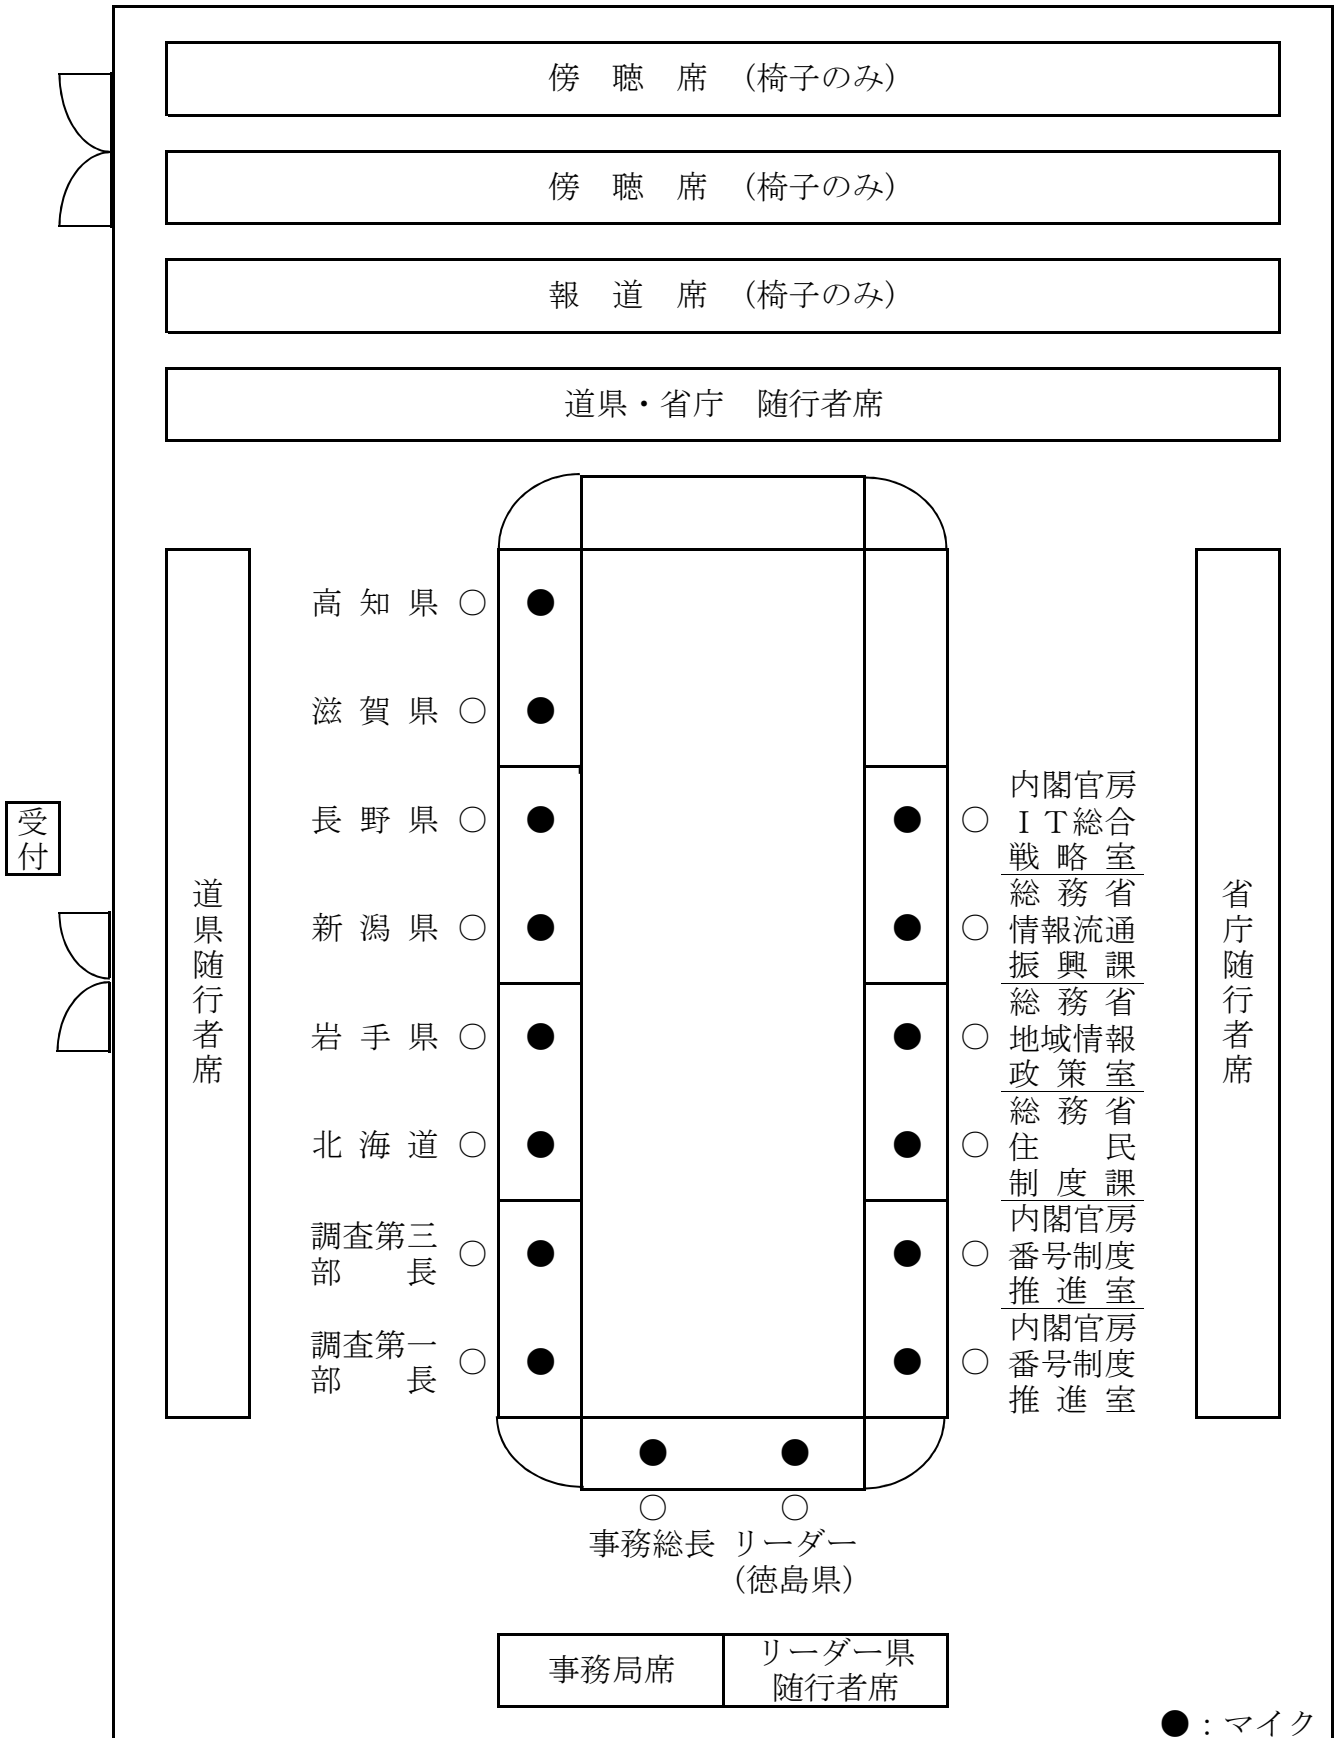 傍　聴　席　（椅子のみ）
傍　聴　席　（椅子のみ）
報　道　席　（椅子のみ）
道県・省庁　随行者席
受付
道県随行者席
高知県 ○ ●
滋賀県 ○ ●
長野県 ○ ●
新潟県 ○ ●
岩手県 ○ ●
北海道 ○ ●
調査第三
部長 ○ ●
調査第一
部長 ○ ●
● ○ 内閣官房
ＩＴ総合
戦略室
● ○ 総務省
情報流通
振興課
● ○ 総務省
地域情報
政策室
● ○ 総務省
住民
制度課
● ○ 内閣官房
番号制度
推進室
● ○ 内閣官房
番号制度
推進室
省庁随行者席
● ●
○ ○
事務総長 リーダー
（徳島県）
事務局席
リーダー県
随行者席
●：マイク